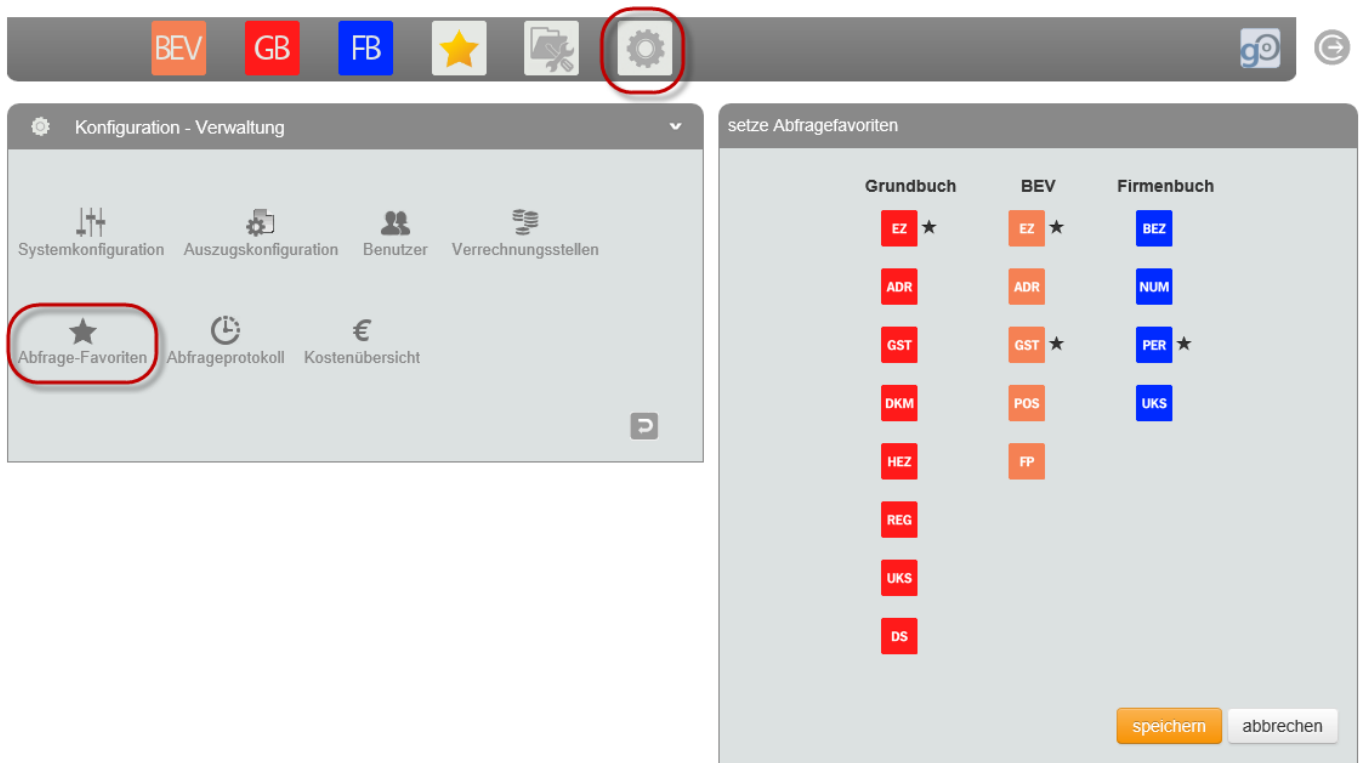 BEV GB FB
go
Konfiguration - Verwaltung
Systemkonfiguration Auszugskonfiguration Benutzer Verrechnungsstellen
€
Abfrage-Favoriten Abfrageprotokoll Kostenübersicht
setze Abfragefavoriten
Grundbuch BEV Firmenbuch
EZ EZ BEZ
ADR ADR NUM
GST GST PER
DKM POS UKS
HEZ FP
REG
UKS
DS
speichern abbrechen